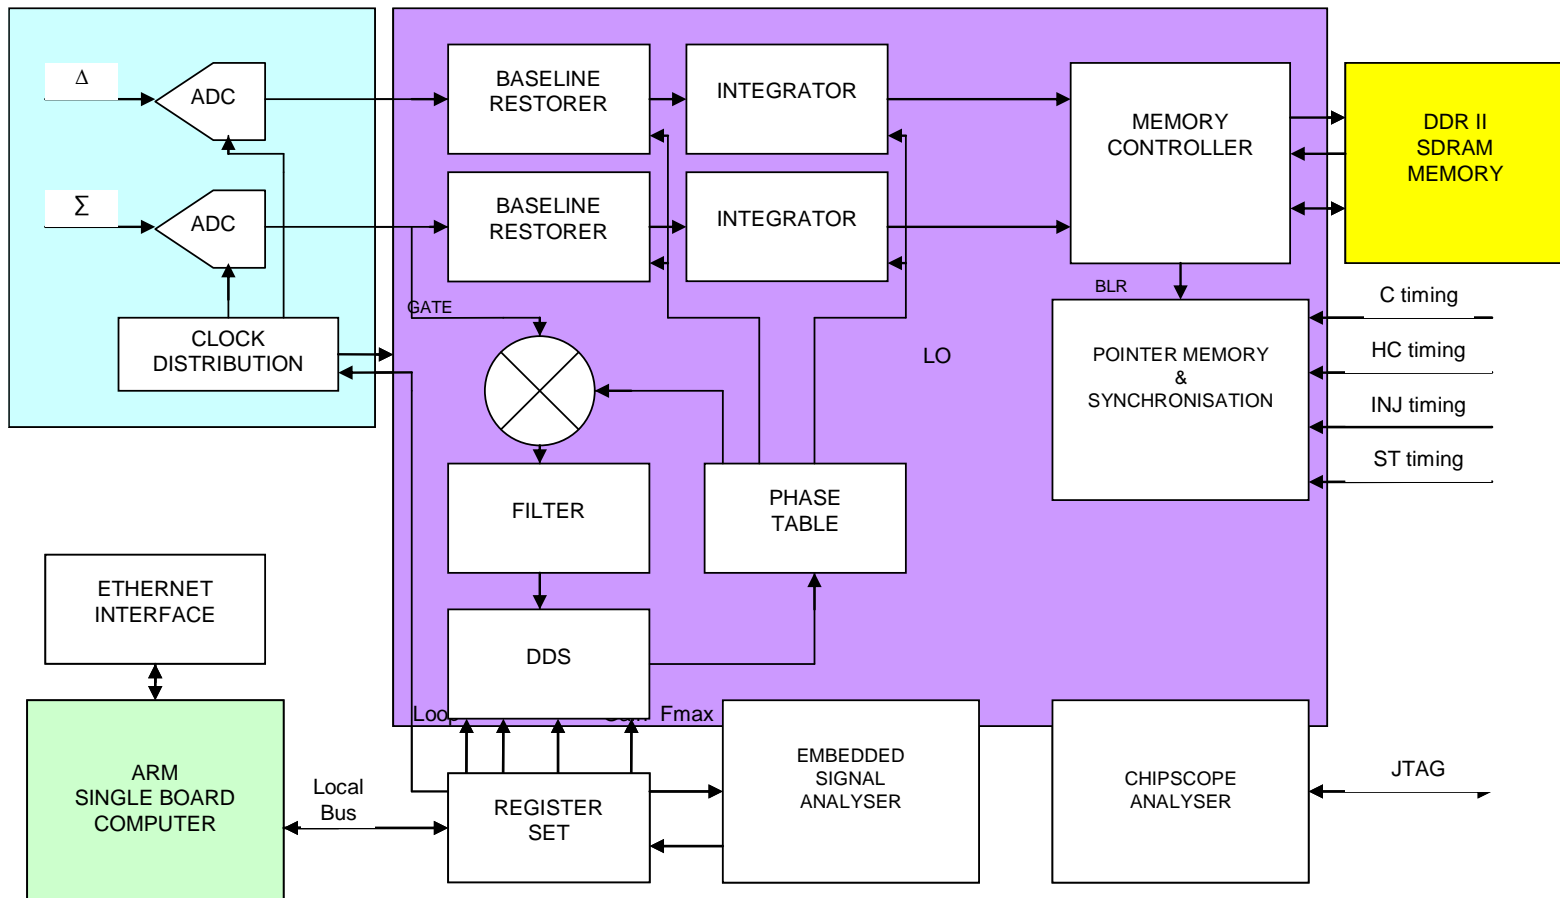 Δ
ADC
BASELINE
RESTORER
INTEGRATOR
MEMORY
CONTROLLER
DDR II
SDRAM
MEMORY
Σ
ADC
BASELINE
RESTORER
INTEGRATOR
BLR
C timing
GATE
CLOCK
DISTRIBUTION
LO
POINTER MEMORY
&
SYNCHRONISATION
HC timing
INJ timing
ST timing
FILTER
PHASE
TABLE
ETHERNET
INTERFACE
DDS
Loop
Fmax
ARM
SINGLE BOARD
COMPUTER
Local
Bus
REGISTER
SET
EMBEDDED
SIGNAL
ANALYSER
CHIPSCOPE
ANALYSER
JTAG